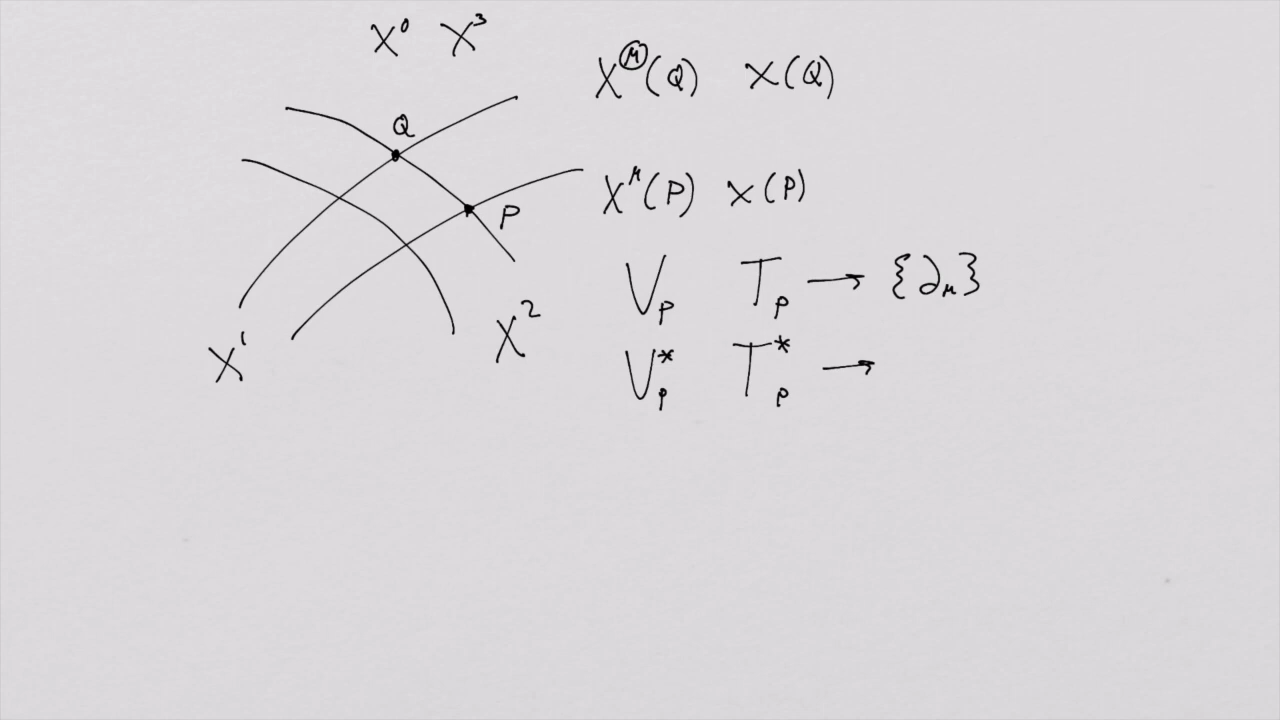 X⁰ X³
X^μ(Q) X(Q)
Q
X^μ(P) X(P)
P
V_P T_P → {∂_μ}
X¹ X²
V*_P T*_P →